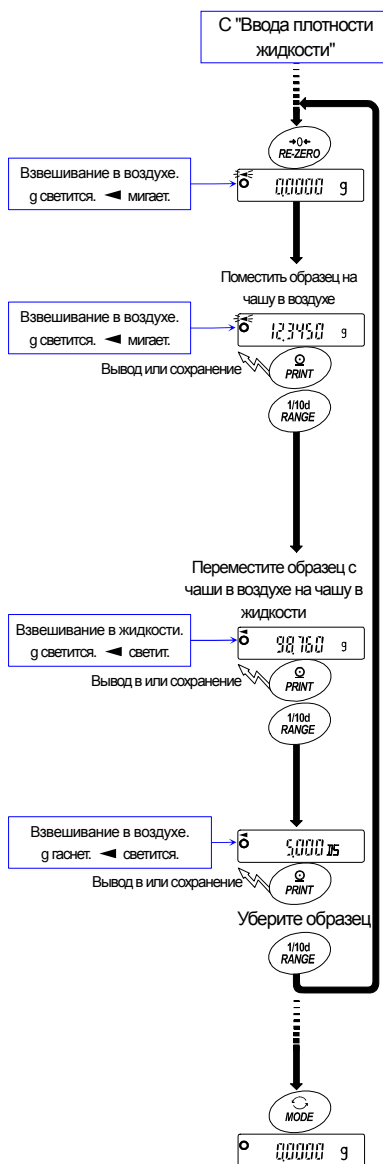 С "Ввода плотности
жидкости"
→0←
RE-ZERO
Взвешивание в воздухе.
g светится. ◄ мигает.
0.0000 g
Поместить образец на
чашу в воздухе
Взвешивание в воздухе.
g светится. ◄ мигает.
12.3450 g
Вывод или сохранение
PRINT
1/10d
RANGE
Переместите образец с
чаши в воздухе на чашу в
жидкости
Взвешивание в жидкости.
g светится. ◄ светит.
9.8760 g
Вывод в или сохранение
PRINT
1/10d
RANGE
Взвешивание в воздухе.
g гаснет. ◄ светится.
5.000 DS
Вывод в или сохранение
PRINT
Уберите образец
1/10d
RANGE
MODE
0.0000 g